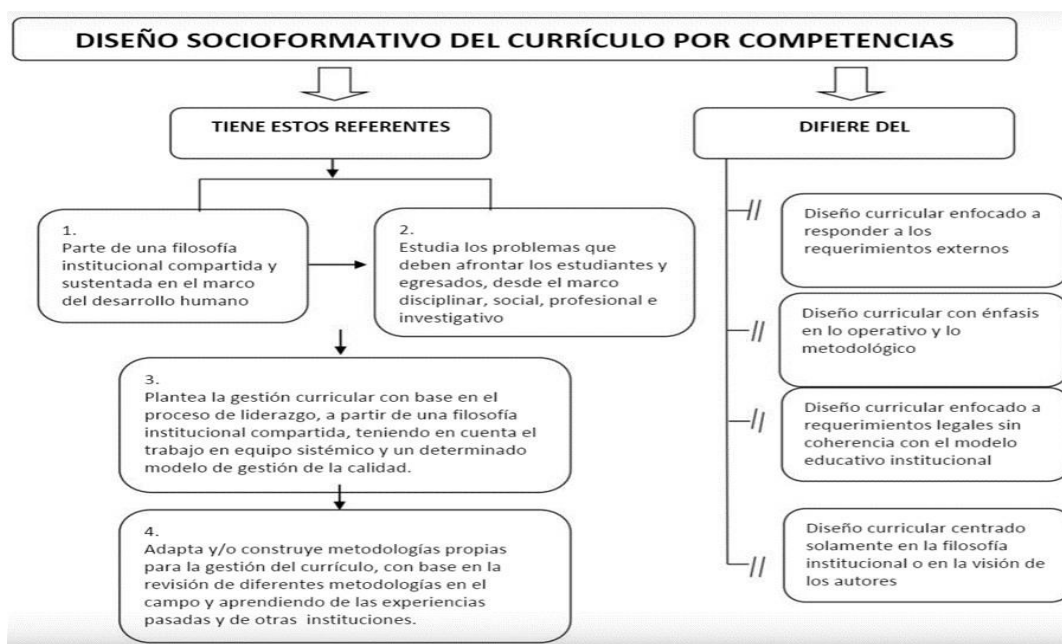 DISEÑO SOCIOFORMATIVO DEL CURRÍCULO POR COMPETENCIAS
TIENE ESTOS REFERENTES
1.
Parte de una filosofía
institucional compartida y
sustentada en el marco
del desarrollo humano
2.
Estudia los problemas que
deben afrontar los estudiantes y
egresados, desde el marco
disciplinar, social, profesional e
investigativo
3.
Plantea la gestión curricular con base en el
proceso de liderazgo, a partir de una filosofía
institucional compartida, teniendo en cuenta el
trabajo en equipo sistémico y un determinado
modelo de gestión de la calidad.
4.
Adapta y/o construye metodologías propias
para la gestión del currículo, con base en la
revisión de diferentes metodologías en el
campo y aprendiendo de las experiencias
pasadas y de otras instituciones.
DIFIERE DEL
Diseño curricular enfocado a
responder a los
requerimientos externos
Diseño curricular con énfasis
en lo operativo y lo
metodológico
Diseño curricular enfocado a
requerimientos legales sin
coherencia con el modelo
educativo institucional
Diseño curricular centrado
solamente en la filosofía
institucional o en la visión de
los autores